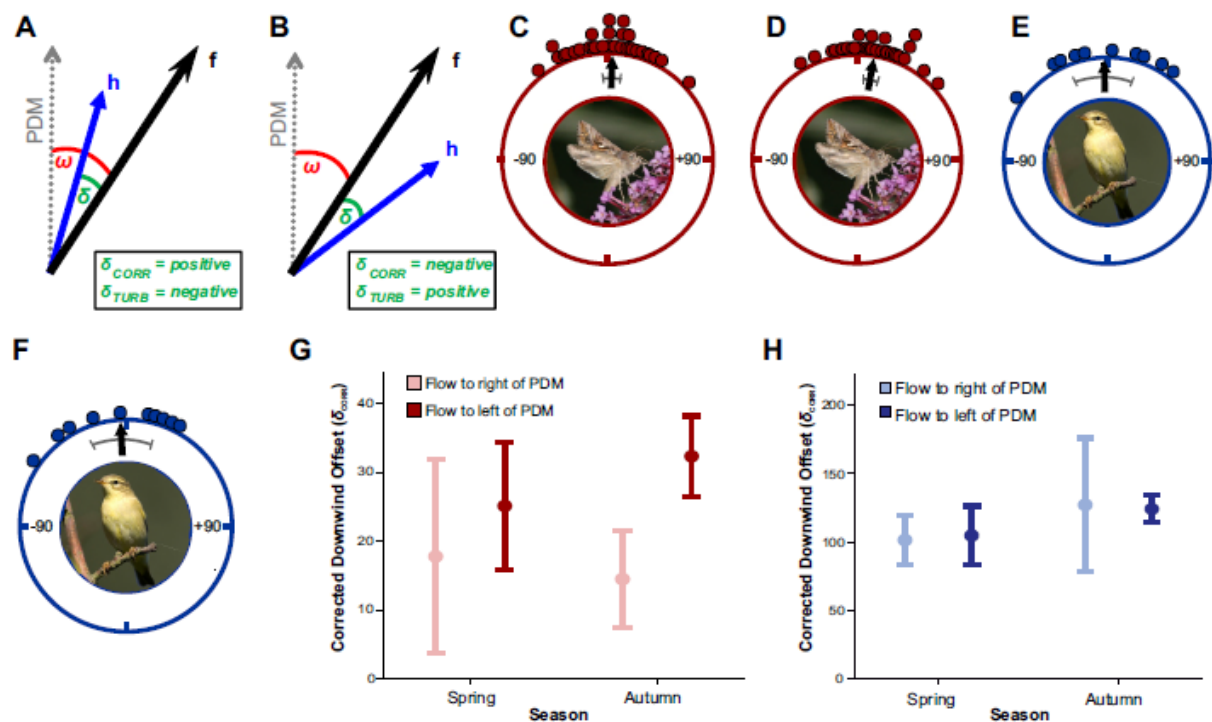 A
PDM
h
f
ω
δ
δCORR = positive
δTURB = negative
B
PDM
f
h
ω
δ
δCORR = negative
δTURB = positive
C
-90
+90
D
-90
+90
E
-90
+90
F
-90
+90
G
Corrected Downwind Offset (δCORR)
Flow to right of PDM
Flow to left of PDM
40
30
20
10
0
Spring
Autumn
Season
H
Corrected Downwind Offset (δCORR)
Flow to right of PDM
Flow to left of PDM
200
150
100
50
0
Spring
Autumn
Season